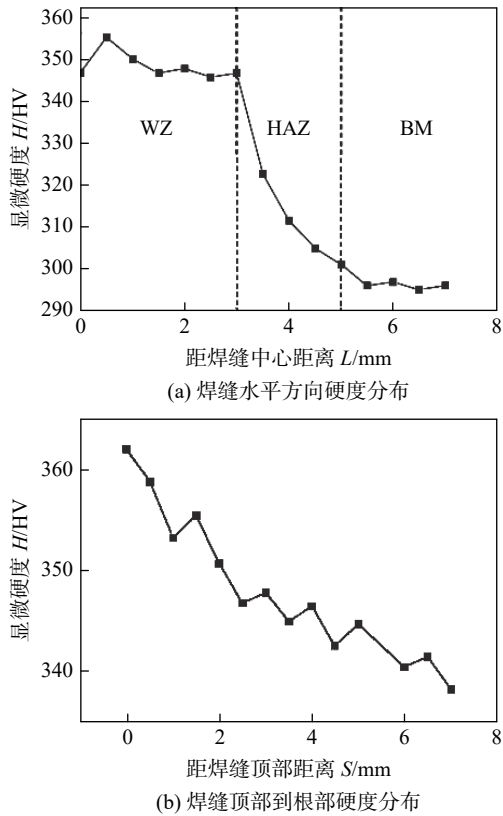 360
350
340
330
320
310
300
290
显微硬度 H/HV
WZ
HAZ
BM
0
2
4
6
8
距焊缝中心距离 L/mm
(a) 焊缝水平方向硬度分布
360
350
340
显微硬度 H/HV
0
2
4
6
8
距焊缝顶部距离 S/mm
(b) 焊缝顶部到根部硬度分布